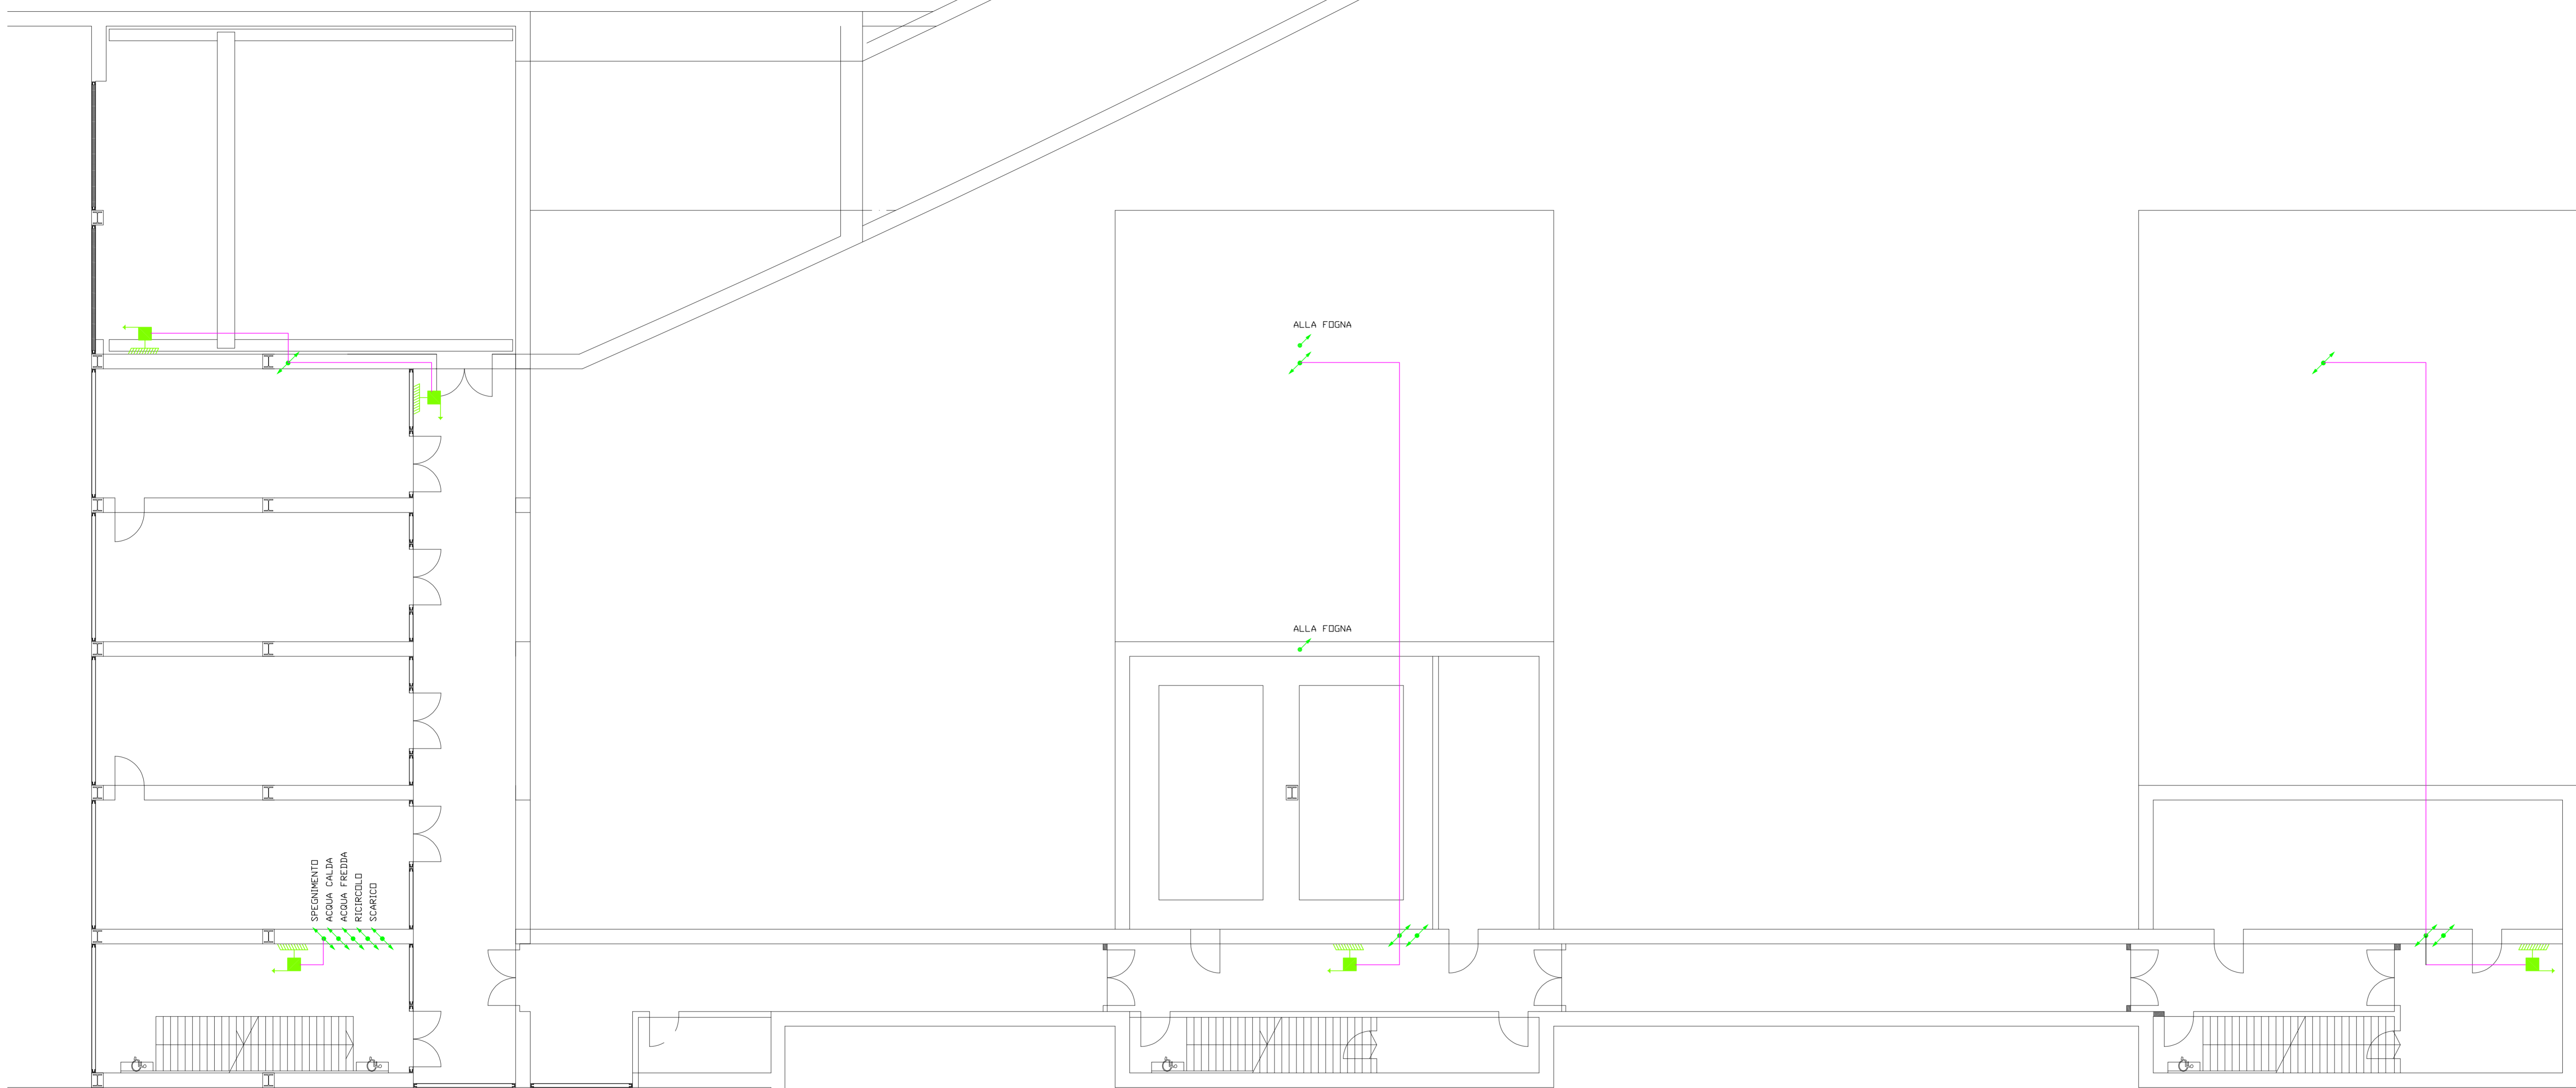 ALLA FOGNA
ALLA FOGNA
SPEGNIMENTO
ACQUA CALDA
ACQUA FREDDA
RICIRCOLO
SCARICO